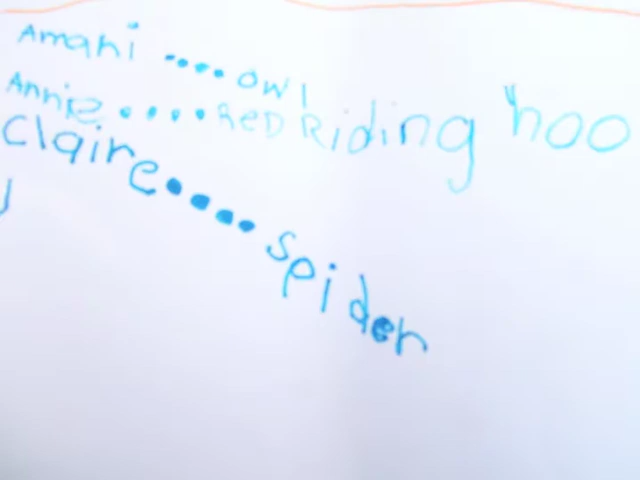 Amani .... owl
Annie .... RED Riding hoo
Claire .... spider